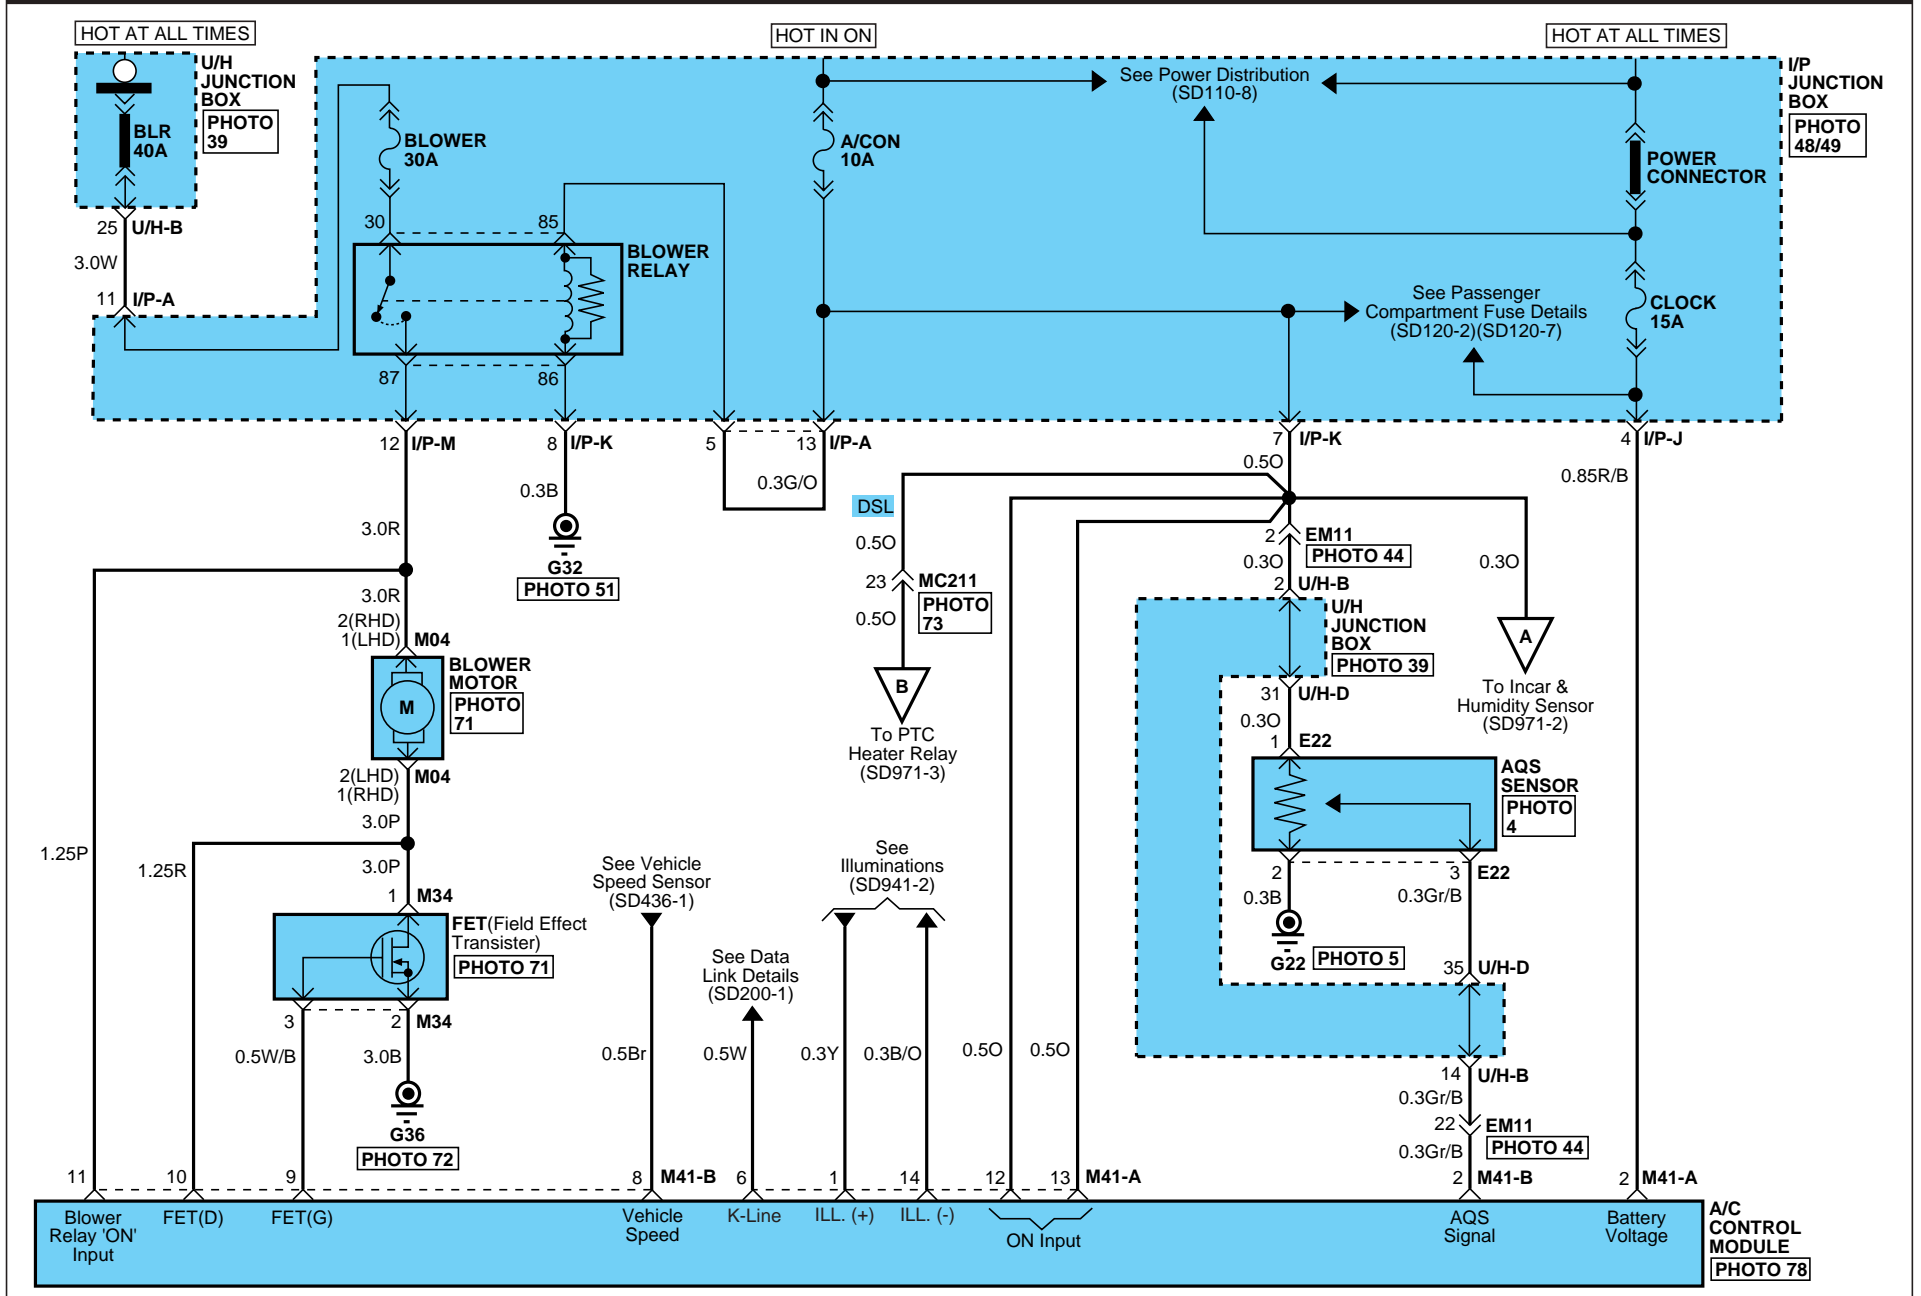 HOT AT ALL TIMES
HOT IN ON
HOT AT ALL TIMES
U/H
JUNCTION
BOX
PHOTO
39
BLR
40A
I/P
JUNCTION
BOX
PHOTO
48/49
See Power Distribution
(SD110-8)
BLOWER
30A
A/CON
10A
POWER
CONNECTOR
25 U/H-B
3.0W
11 I/P-A
30
85
BLOWER
RELAY
87
86
See Passenger
Compartment Fuse Details
(SD120-2)(SD120-7)
CLOCK
15A
12 I/P-M
8 I/P-K
5
13 I/P-A
7 I/P-K
4 I/P-J
0.3B
0.3G/O
0.5O
0.85R/B
G32
PHOTO 51
3.0R
3.0R
2(RHD)
1(LHD) M04
BLOWER
MOTOR
PHOTO
71
M
2(LHD) M04
1(RHD)
3.0P
3.0P
1.25P
1.25R
1 M34
FET(Field Effect
Transister)
PHOTO 71
3
2 M34
0.5W/B
3.0B
G36
PHOTO 72
DSL
0.5O
23 MC211
PHOTO
73
0.5O
B
To PTC
Heater Relay
(SD971-3)
2 EM11
PHOTO 44
0.3O
2 U/H-B
U/H
JUNCTION
BOX
PHOTO 39
31 U/H-D
0.3O
1 E22
0.3O
A
To Incar &
Humidity Sensor
(SD971-2)
AQS
SENSOR
PHOTO
4
2
3 E22
0.3B
0.3Gr/B
G22 PHOTO 5
35 U/H-D
14 U/H-B
0.3Gr/B
22 EM11
PHOTO 44
0.3Gr/B
See Vehicle
Speed Sensor
(SD436-1)
See Data
Link Details
(SD200-1)
See
Illuminations
(SD941-2)
0.5Br
0.5W
0.3Y
0.3B/O
0.5O
0.5O
11
10
9
8 M41-B
6
1
14
12
13 M41-A
2 M41-B
2 M41-A
Blower
Relay 'ON'
Input
FET(D)
FET(G)
Vehicle
Speed
K-Line
ILL. (+)
ILL. (-)
ON Input
AQS
Signal
Battery
Voltage
A/C
CONTROL
MODULE
PHOTO 78